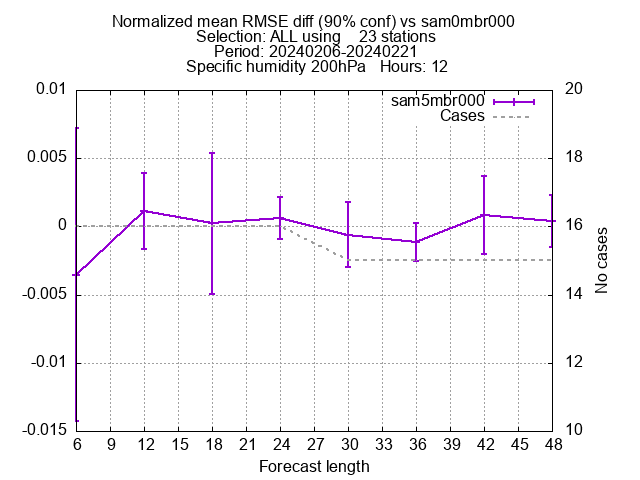 Normalized mean RMSE diff (90% conf) vs sam0mbr000
Selection: ALL using    23 stations
Period: 20240206-20240221
Specific humidity 200hPa   Hours: 12
0.01
0.005
0
-0.005
-0.01
-0.015
20
18
16
14
12
10
sam5mbr000
Cases
No cases
6 9 12 15 18 21 24 27 30 33 36 39 42 45 48
Forecast length